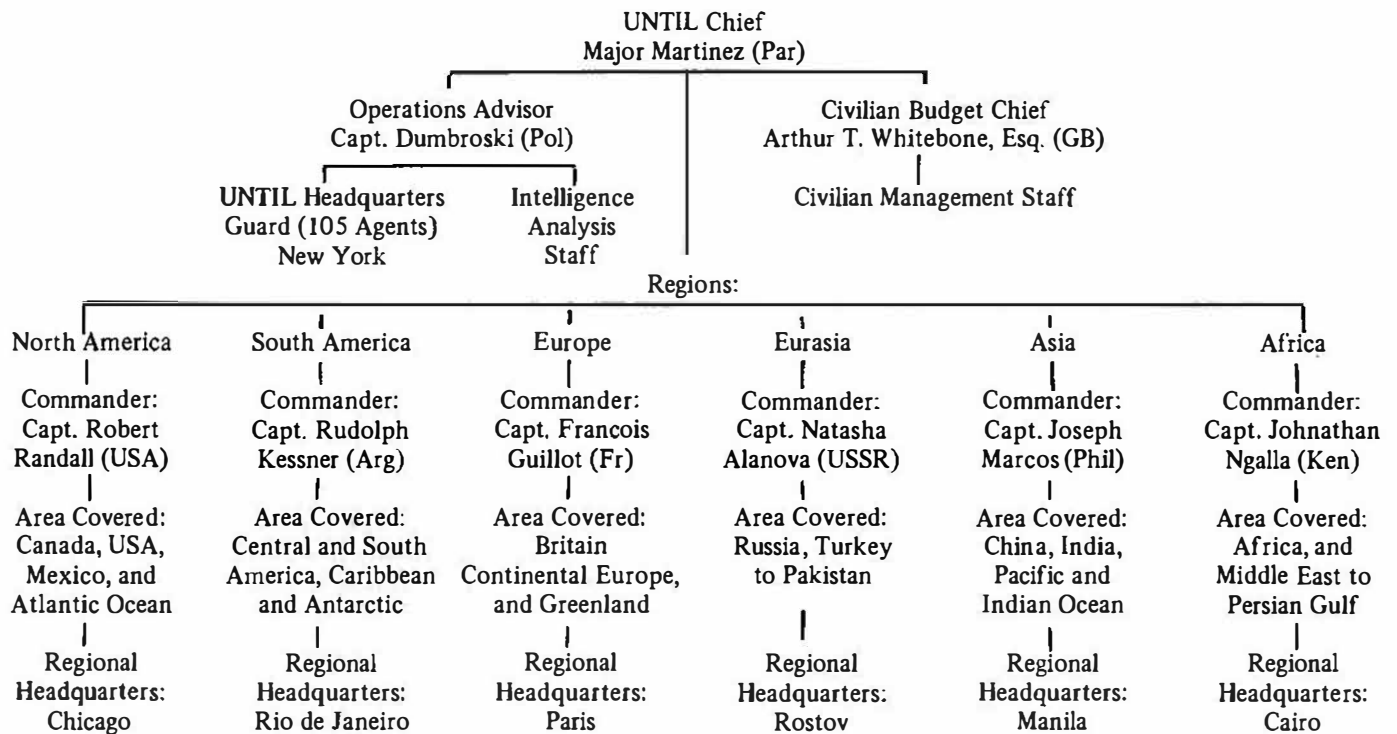 UNTIL Chief
Major Martinez (Par)
Operations Advisor
Capt. Dumbroski (Pol)
Civilian Budget Chief
Arthur T. Whitebone, Esq. (GB)
UNTIL Headquarters
Guard (105 Agents)
New York
Intelligence
Analysis
Staff
Civilian Management Staff
Regions:
North America
Commander:
Capt. Robert
Randall (USA)
Area Covered:
Canada, USA,
Mexico, and
Atlantic Ocean
Regional
Headquarters:
Chicago
South America
Commander:
Capt. Rudolph
Kessner (Arg)
Area Covered:
Central and South
America, Caribbean
and Antarctic
Regional
Headquarters:
Rio de Janeiro
Europe
Commander:
Capt. Francois
Guillot (Fr)
Area Covered:
Britain
Continental Europe,
and Greenland
Regional
Headquarters:
Paris
Eurasia
Commander:
Capt. Natasha
Alanova (USSR)
Area Covered:
Russia, Turkey
to Pakistan
Regional
Headquarters:
Rostov
Asia
Commander:
Capt. Joseph
Marcos (Phil)
Area Covered:
China, India,
Pacific and
Indian Ocean
Regional
Headquarters:
Manila
Africa
Commander:
Capt. Johnathan
Ngalla (Ken)
Area Covered:
Africa, and
Middle East to
Persian Gulf
Regional
Headquarters:
Cairo